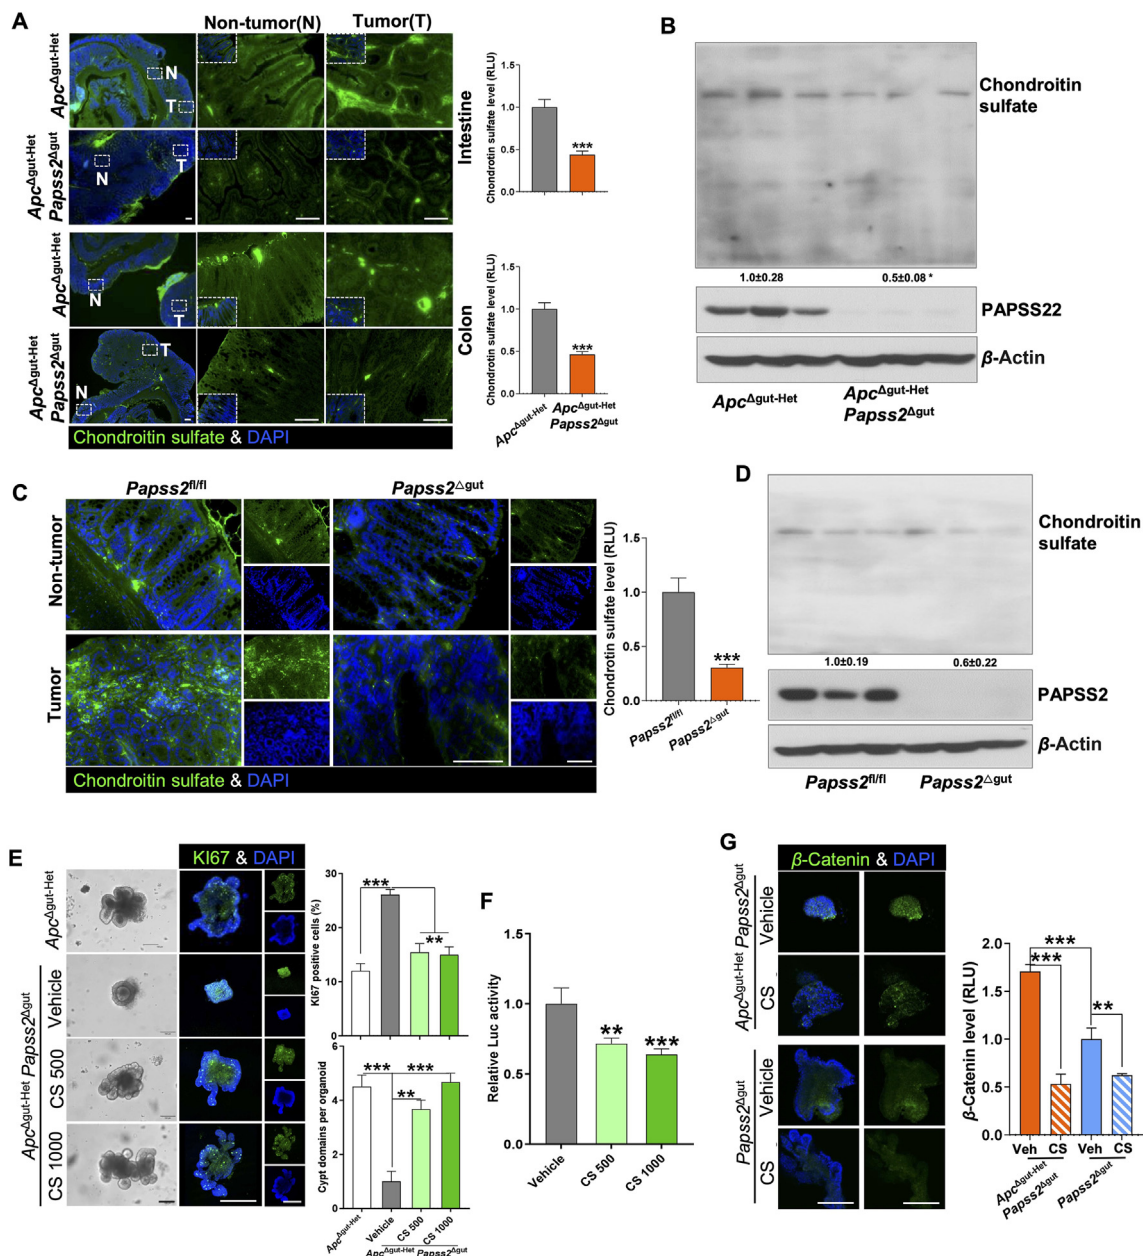 A
Non-tumor(N)
Tumor(T)
Apc^Δgut-Het
N
T
Apc^Δgut-Het
Papss2^Δgut
N
T
Intestine
Chondrotin sulfate level (RLU)
1.5
1.0
0.5
0.0
***
Apc^Δgut-Het
N
T
Apc^Δgut-Het
Papss2^Δgut
N
T
Colon
Chondrotin sulfate level (RLU)
1.5
1.0
0.5
0.0
***
Apc^Δgut-Het
Apc^Δgut-Het
Papss2^Δgut
Chondroitin sulfate & DAPI
B
Chondroitin
sulfate
1.0±0.28
0.5±0.08 *
PAPSS22
β-Actin
Apc^Δgut-Het
Apc^Δgut-Het
Papss2^Δgut
C
Papss2^fl/fl
Papss2^△gut
Non-tumor
Tumor
Chondroitin sulfate & DAPI
Chondrotin sulfate level (RLU)
1.5
1.0
0.5
0.0
***
Papss2^fl/fl
Papss2^△gut
D
Chondroitin
sulfate
1.0±0.19
0.6±0.22
PAPSS2
β-Actin
Papss2^fl/fl
Papss2^△gut
E
KI67 & DAPI
Apc^Δgut-Het
Apc^Δgut-Het Papss2^Δgut
Vehicle
CS 500
CS 1000
KI67 positive cells (%)
30
20
10
0
***
**
Cypt domains per organoid
6
4
2
0
***
***
**
Apc^Δgut-Het
Vehicle
CS 500
CS 1000
Apc^Δgut-Het Papss2^Δgut
F
Relative Luc activity
1.5
1.0
0.5
0.0
**
***
Vehicle
CS 500
CS 1000
G
β-Catenin & DAPI
Apc^Δgut-Het Papss2^Δgut
Vehicle
CS
Papss2^Δgut
Vehicle
CS
β-Catenin level (RLU)
2.0
1.5
1.0
0.5
0.0
***
***
**
Veh CS Veh CS
Apc^Δgut-Het
Papss2^Δgut
Papss2^Δgut